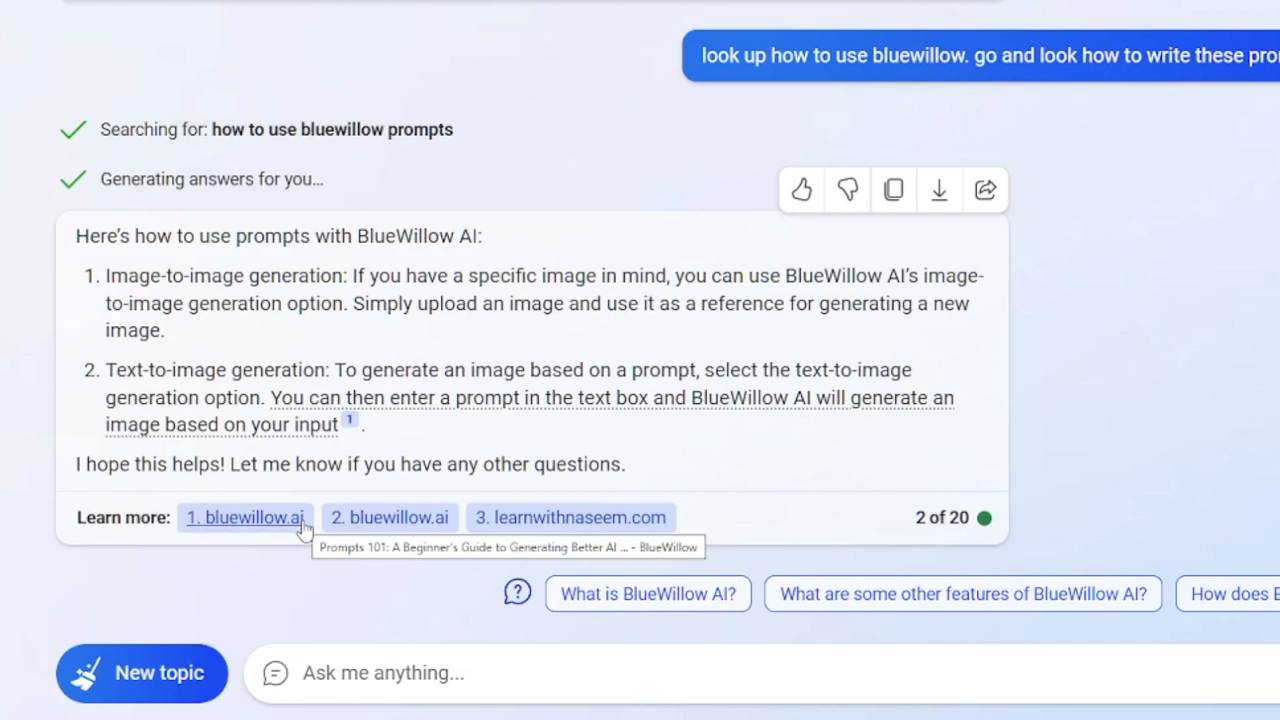 look up how to use bluewillow. go and look how to write these
Searching for: how to use bluewillow prompts
Generating answers for you...
Here's how to use prompts with BlueWillow AI:
1. Image-to-image generation: If you have a specific image in mind, you can use BlueWillow AI's image-
to-image generation option. Simply upload an image and use it as a reference for generating a new
image.
2. Text-to-image generation: To generate an image based on a prompt, select the text-to-image
generation option. You can then enter a prompt in the text box and BlueWillow AI will generate an
image based on your input 1.
I hope this helps! Let me know if you have any other questions.
Learn more: 1. bluewillow.ai 2. bluewillow.ai 3. learnwithnaseem.com 2 of 20
Prompts 101: A Beginner's Guide to Generating Better AI ... - BlueWillow
What is BlueWillow AI? What are some other features of BlueWillow AI? How does
New topic Ask me anything...